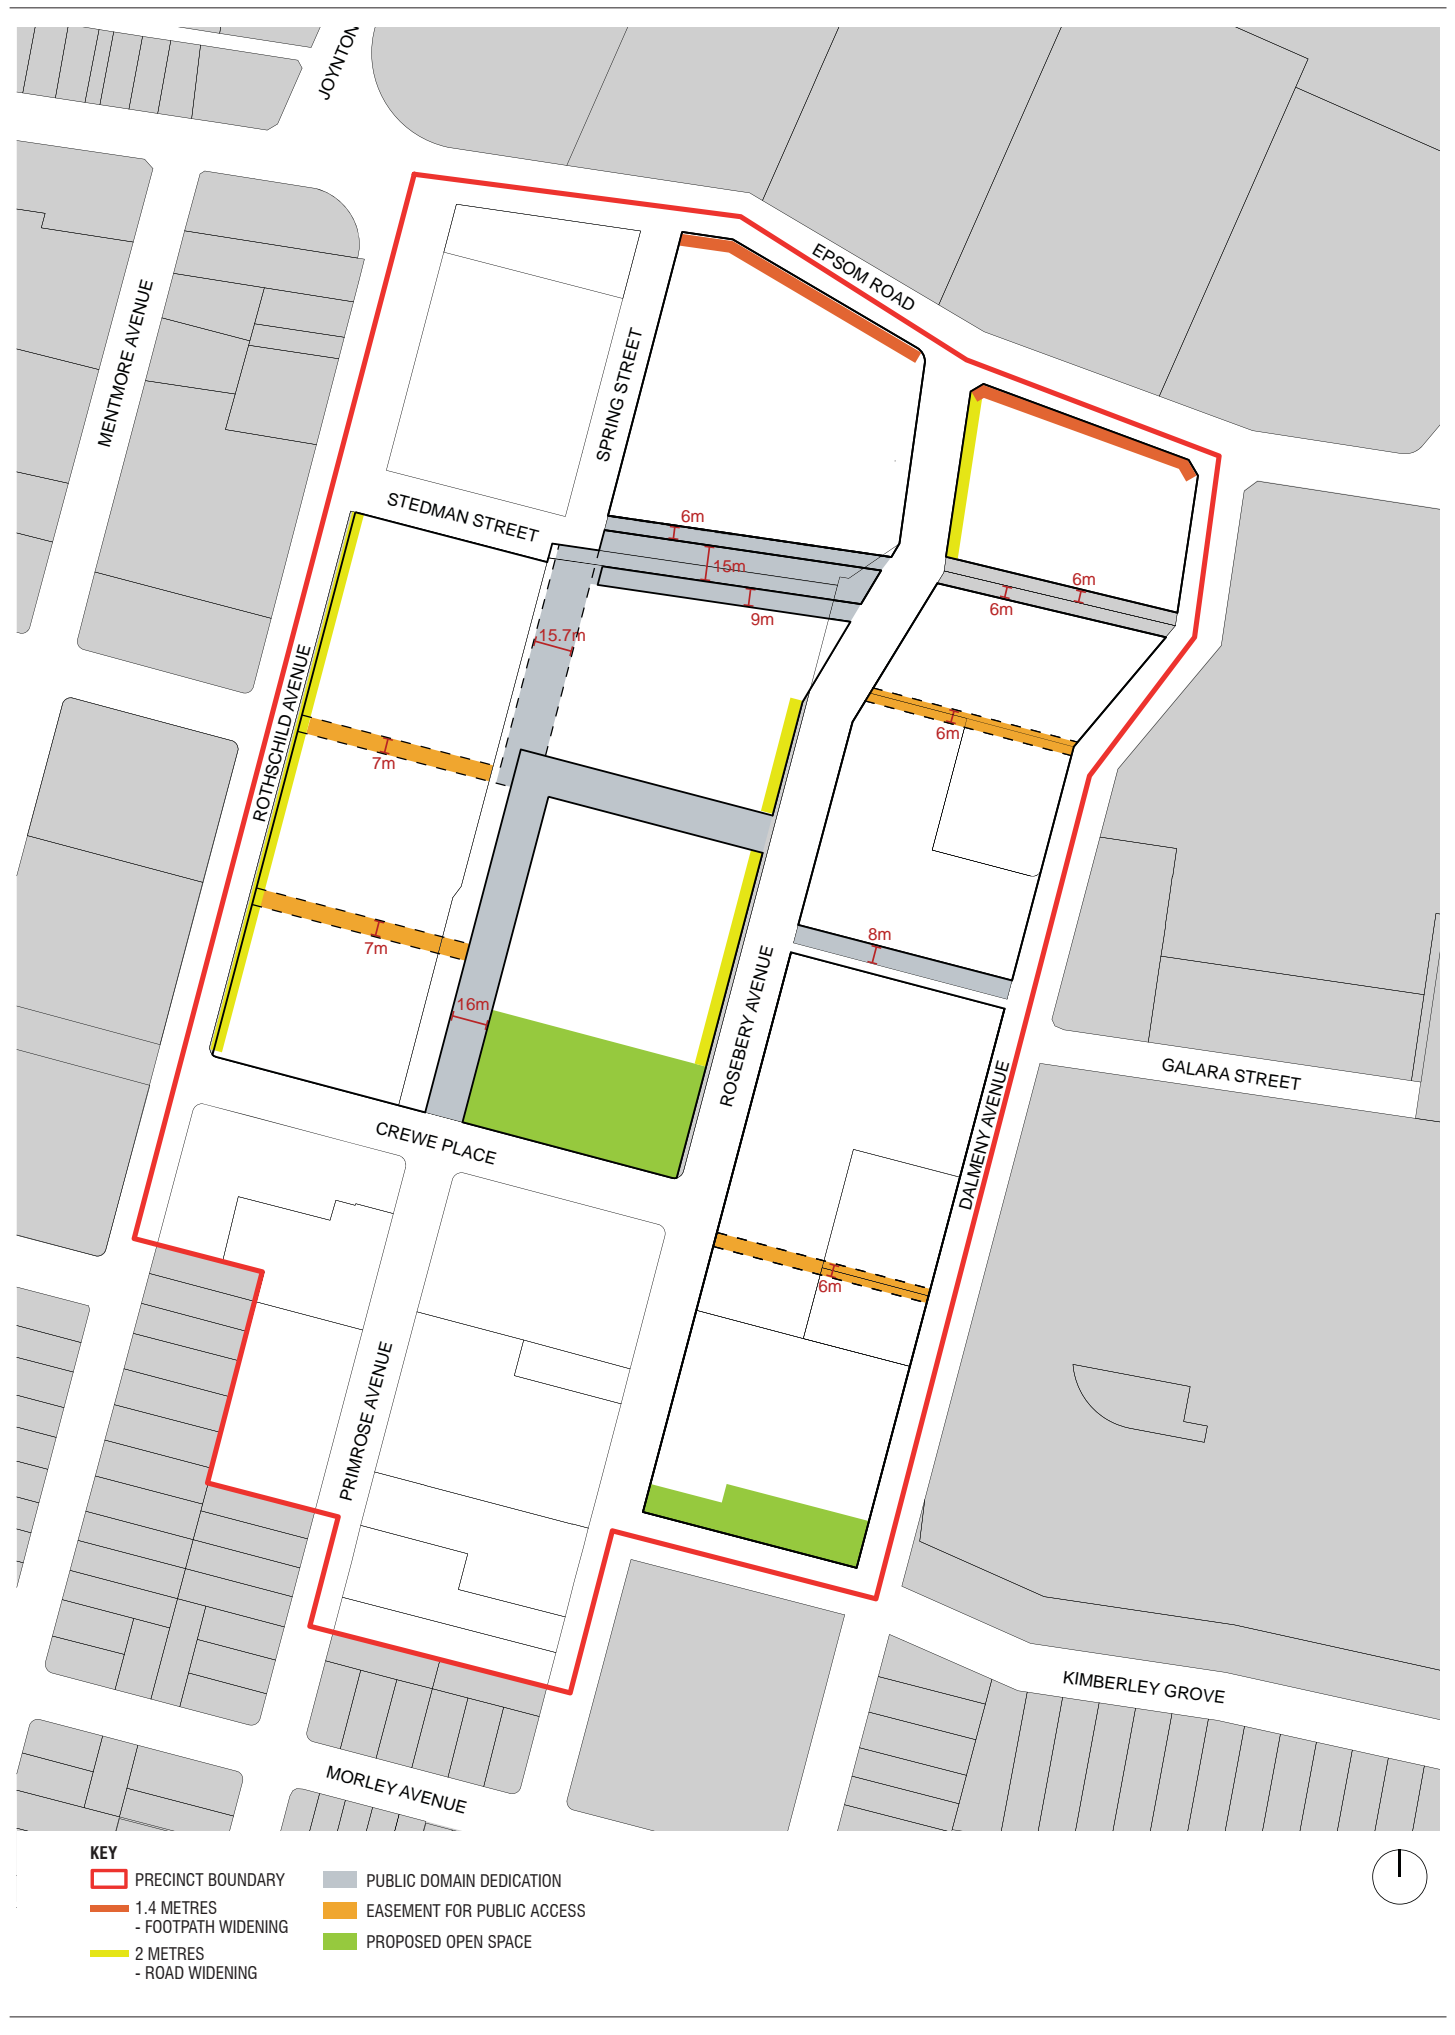 JOYNTON
EPSOM ROAD
MENTMORE AVENUE
SPRING STREET
STEDMAN STREET
6m
15m
9m
6m
6m
15.7m
ROTHSCHILD AVENUE
7m
6m
7m
8m
16m
ROSEBERY AVENUE
GALARA STREET
DALMENY AVENUE
CREWE PLACE
6m
PRIMROSE AVENUE
KIMBERLEY GROVE
MORLEY AVENUE
KEY
PRECINCT BOUNDARY
1.4 METRES
- FOOTPATH WIDENING
2 METRES
- ROAD WIDENING
PUBLIC DOMAIN DEDICATION
EASEMENT FOR PUBLIC ACCESS
PROPOSED OPEN SPACE